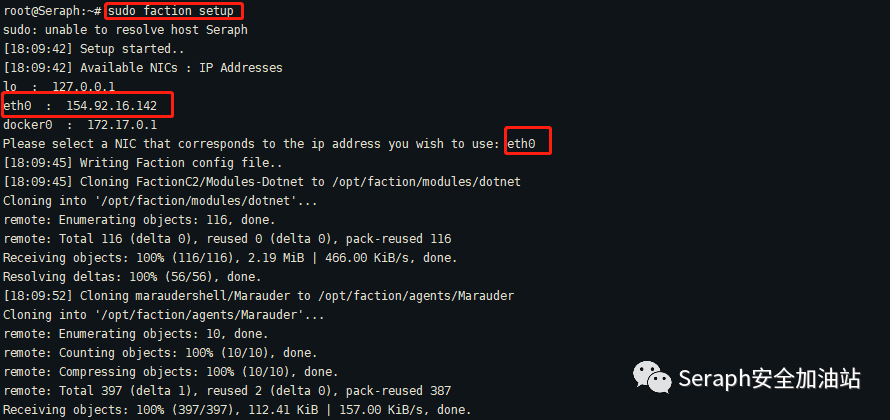 root@Seraph:~# sudo faction setup
sudo: unable to resolve host Seraph
[18:09:42] Setup started..
[18:09:42] Available NICs : IP Addresses
lo  :  127.0.0.1
eth0  :  154.92.16.142
docker0  :  172.17.0.1
Please select a NIC that corresponds to the ip address you wish to use: eth0
[18:09:45] Writing Faction config file..
[18:09:45] Cloning FactionC2/Modules-Dotnet to /opt/faction/modules/dotnet
Cloning into '/opt/faction/modules/dotnet'...
remote: Enumerating objects: 116, done.
remote: Total 116 (delta 0), reused 0 (delta 0), pack-reused 116
Receiving objects: 100% (116/116), 2.19 MiB | 466.00 KiB/s, done.
Resolving deltas: 100% (56/56), done.
[18:09:52] Cloning maraudershell/Marauder to /opt/faction/agents/Marauder
Cloning into '/opt/faction/agents/Marauder'...
remote: Enumerating objects: 10, done.
remote: Counting objects: 100% (10/10), done.
remote: Compressing objects: 100% (10/10), done.
remote: Total 397 (delta 1), reused 2 (delta 0), pack-reused 387
Receiving objects: 100% (397/397), 112.41 KiB | 157.00 KiB/s, done.
Seraph安全加油站